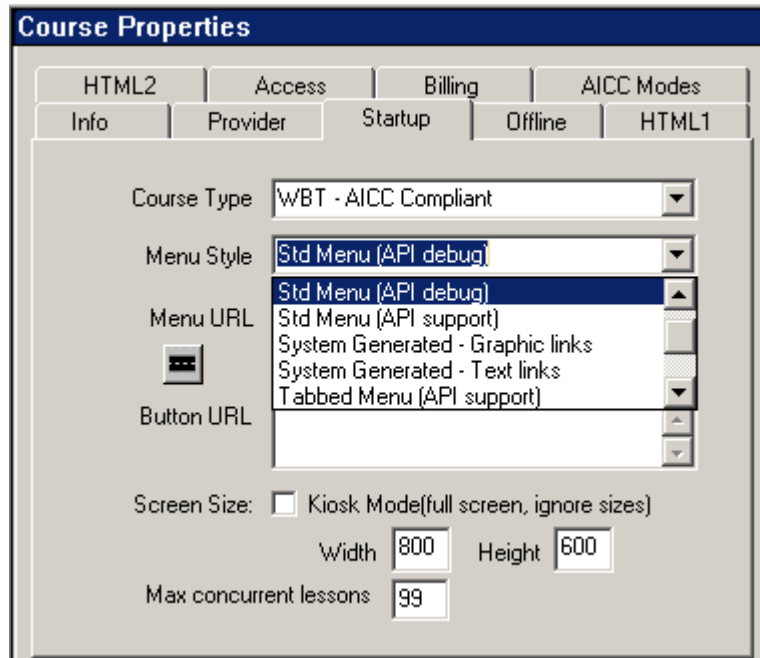 Course Properties
HTML2 Access Billing AICC Modes
Info Provider Startup Offline HTML1
Course Type WBT - AICC Compliant
Menu Style Std Menu (API debug)
Std Menu (API debug)
Menu URL Std Menu (API support)
System Generated - Graphic links
System Generated - Text links
Tabbed Menu (API support)
Button URL
Screen Size: Kiosk Mode(full screen, ignore sizes)
Width 800 Height 600
Max concurrent lessons 99